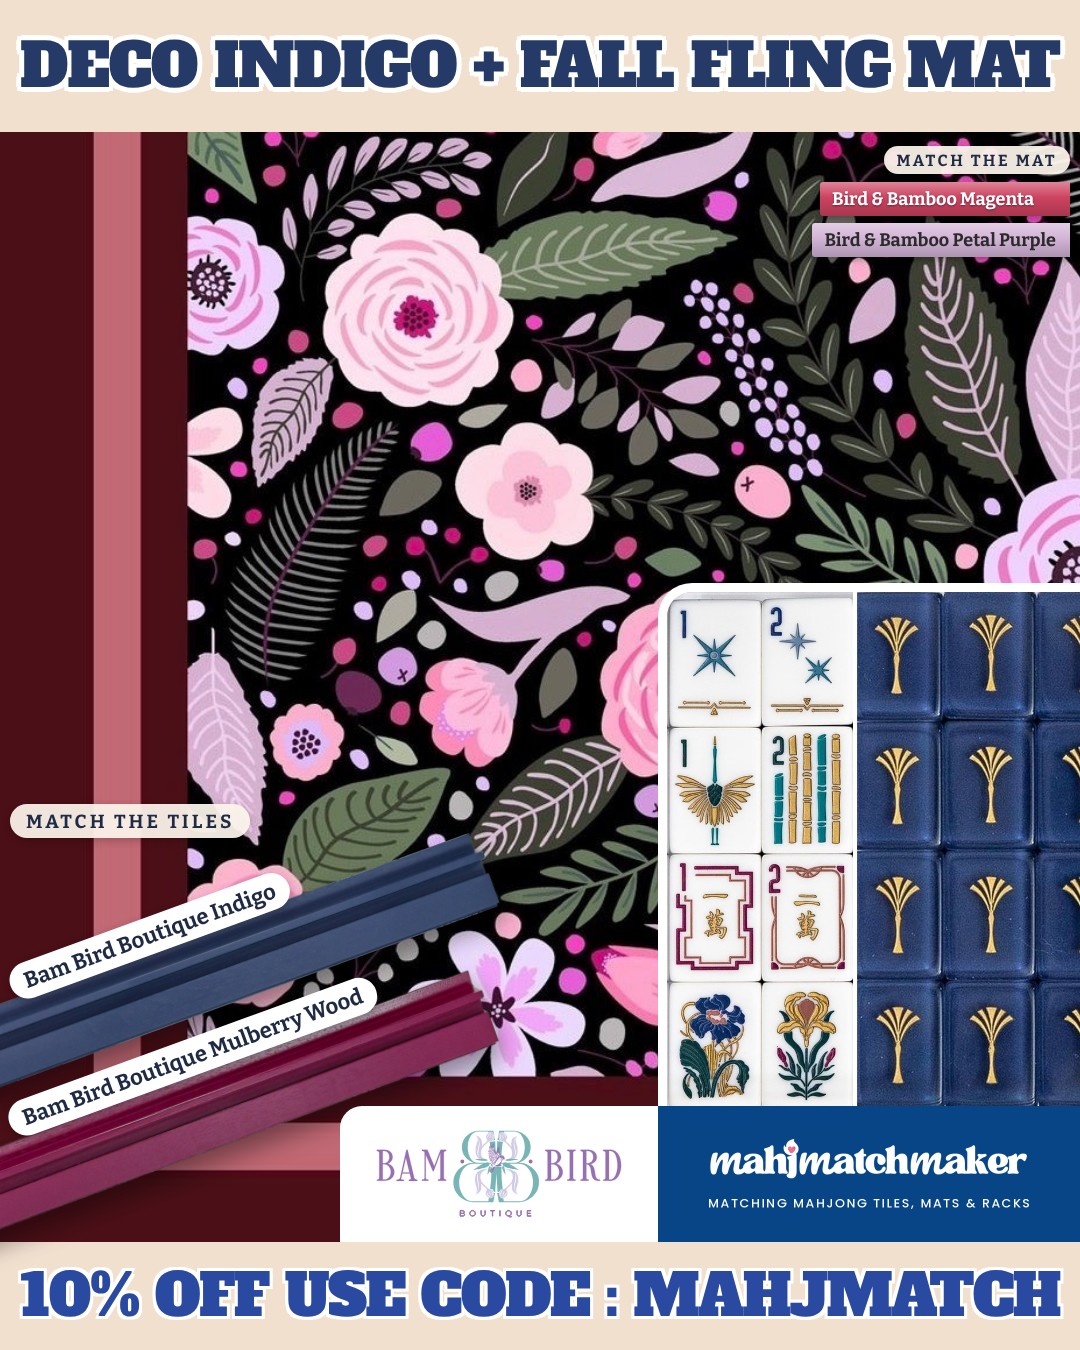 DECO INDIGO + FALL FLING MAT
MATCH THE MAT
Bird & Bamboo Magenta
Bird & Bamboo Petal Purple
1
2
1
2
MATCH THE TILES
Bam Bird Boutique Indigo
1
一
萬
2
二
萬
Bam Bird Boutique Mulberry Wood
BAM BIRD
BOUTIQUE
mahjmatchmaker
MATCHING MAHJONG TILES, MATS & RACKS
10% OFF USE CODE : MAHJMATCH